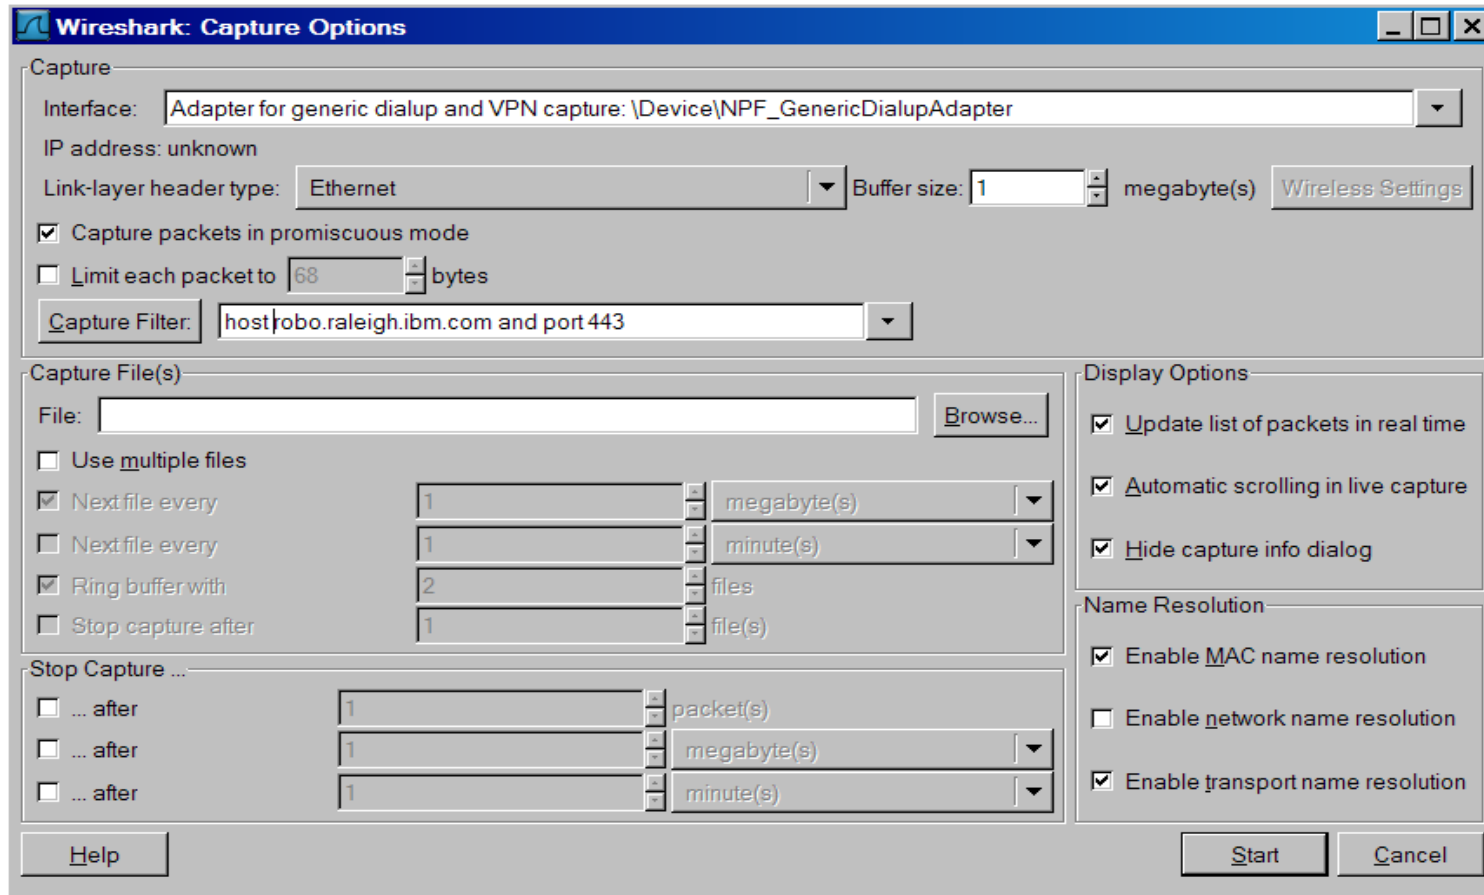 Wireshark: Capture Options
Capture
Interface: Adapter for generic dialup and VPN capture: \Device\NPF_GenericDialupAdapter
IP address: unknown
Link-layer header type: Ethernet Buffer size: 1 megabyte(s) Wireless Settings
Capture packets in promiscuous mode
Limit each packet to 68 bytes
Capture Filter: host robo.raleigh.ibm.com and port 443
Capture File(s)
File: Browse...
Use multiple files
Next file every 1 megabyte(s)
Next file every 1 minute(s)
Ring buffer with 2 files
Stop capture after 1 file(s)
Stop Capture ...
... after 1 packet(s)
... after 1 megabyte(s)
... after 1 minute(s)
Display Options
Update list of packets in real time
Automatic scrolling in live capture
Hide capture info dialog
Name Resolution
Enable MAC name resolution
Enable network name resolution
Enable transport name resolution
Help Start Cancel